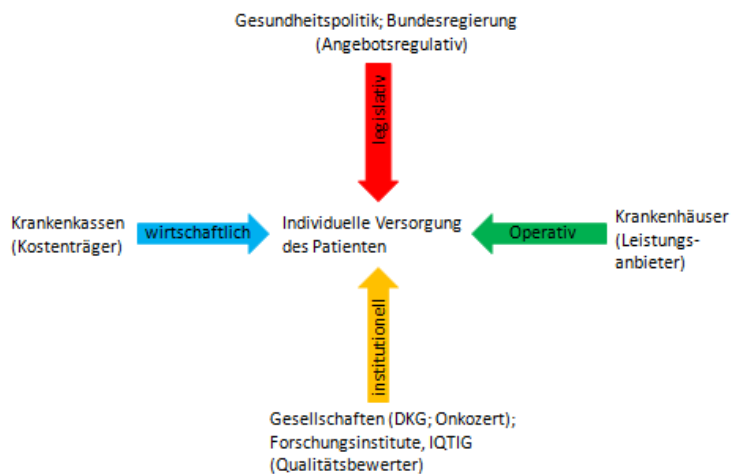 Gesundheitspolitik; Bundesregierung
(Angebotsregulativ)
legislativ
Krankenkassen
(Kostenträger)
wirtschaftlich
Individuelle Versorgung
des Patienten
Operativ
Krankenhäuser
(Leistungs-
anbieter)
institutionell
Gesellschaften (DKG; Onkozert);
Forschungsinstitute, IQTIG
(Qualitätsbewerter)